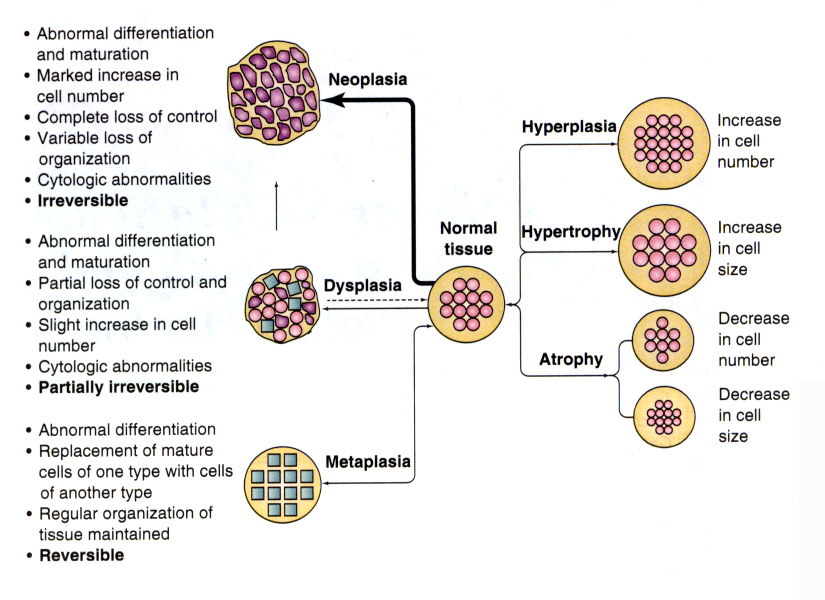 • Abnormal differentiation
and maturation
• Marked increase in
cell number
• Complete loss of control
• Variable loss of
organization
• Cytologic abnormalities
• Irreversible
Neoplasia
• Abnormal differentiation
and maturation
• Partial loss of control and
organization
• Slight increase in cell
number
• Cytologic abnormalities
• Partially irreversible
Dysplasia
• Abnormal differentiation
• Replacement of mature
cells of one type with cells
of another type
• Regular organization of
tissue maintained
• Reversible
Metaplasia
Normal
tissue
Hyperplasia
Increase
in cell
number
Hypertrophy
Increase
in cell
size
Atrophy
Decrease
in cell
number
Decrease
in cell
size